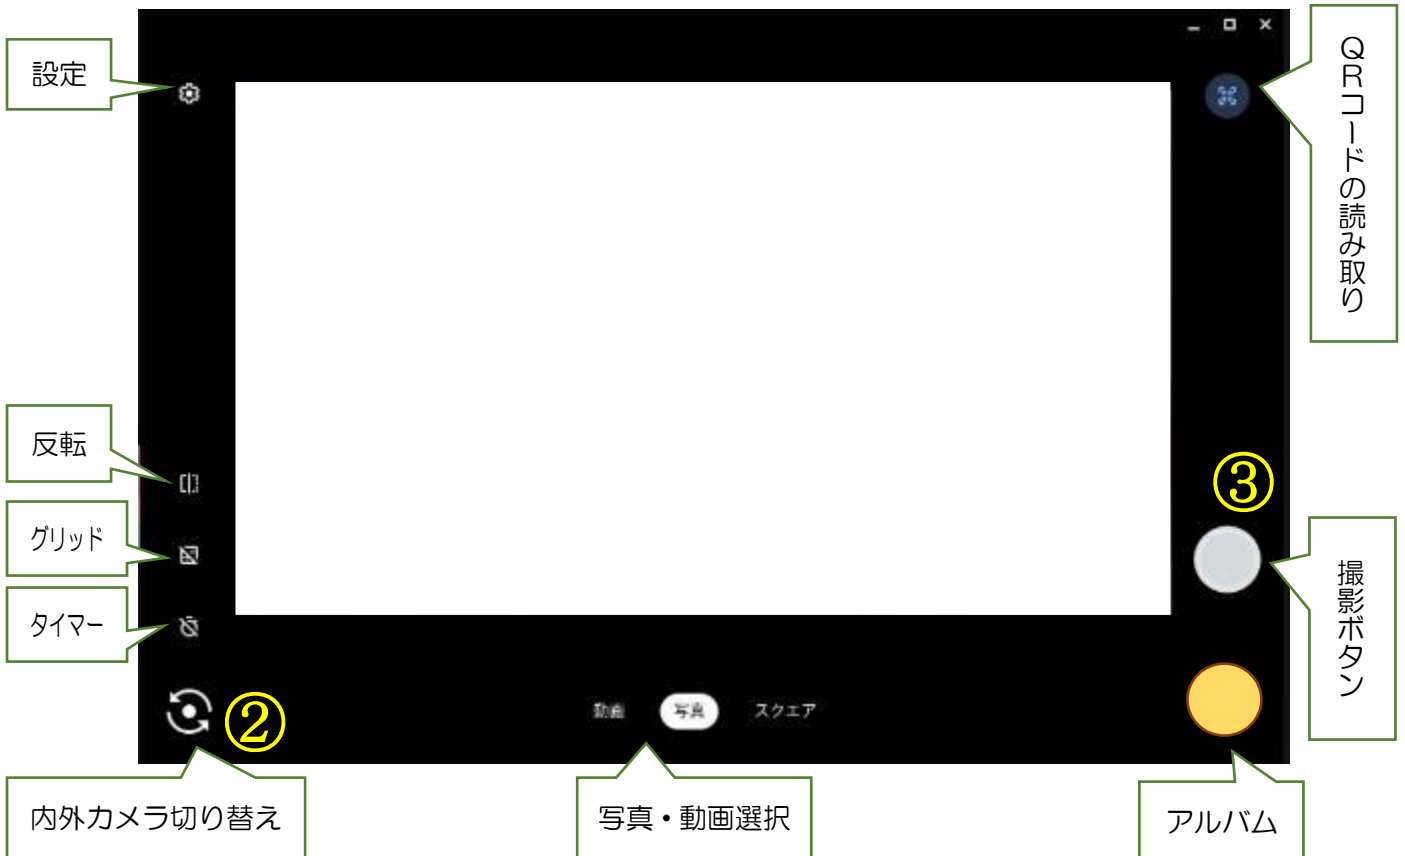 設定
QRコードの読み取り
反転
③
グリッド
撮影ボタン
タイマー
②
動画
写真
スクエア
内外カメラ切り替え
写真・動画選択
アルバム